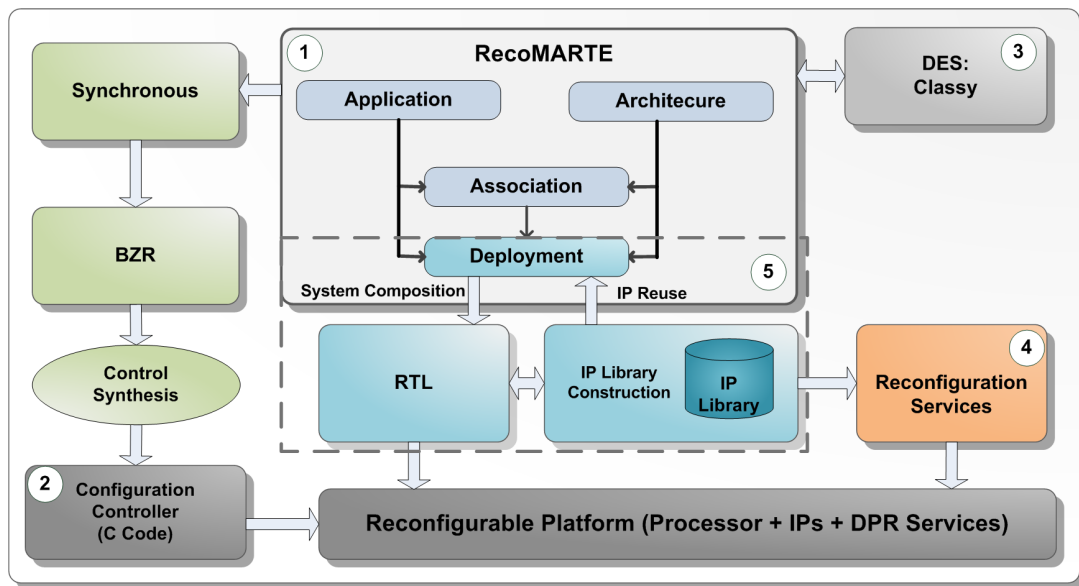 1
RecoMARTE
3
DES:
Classy
Synchronous
Application
Architecure
Association
BZR
Deployment
5
System Composition
IP Reuse
Control
Synthesis
RTL
IP Library
Construction
IP
Library
4
Reconfiguration
Services
2
Configuration
Controller
(C Code)
Reconfigurable Platform (Processor + IPs + DPR Services)